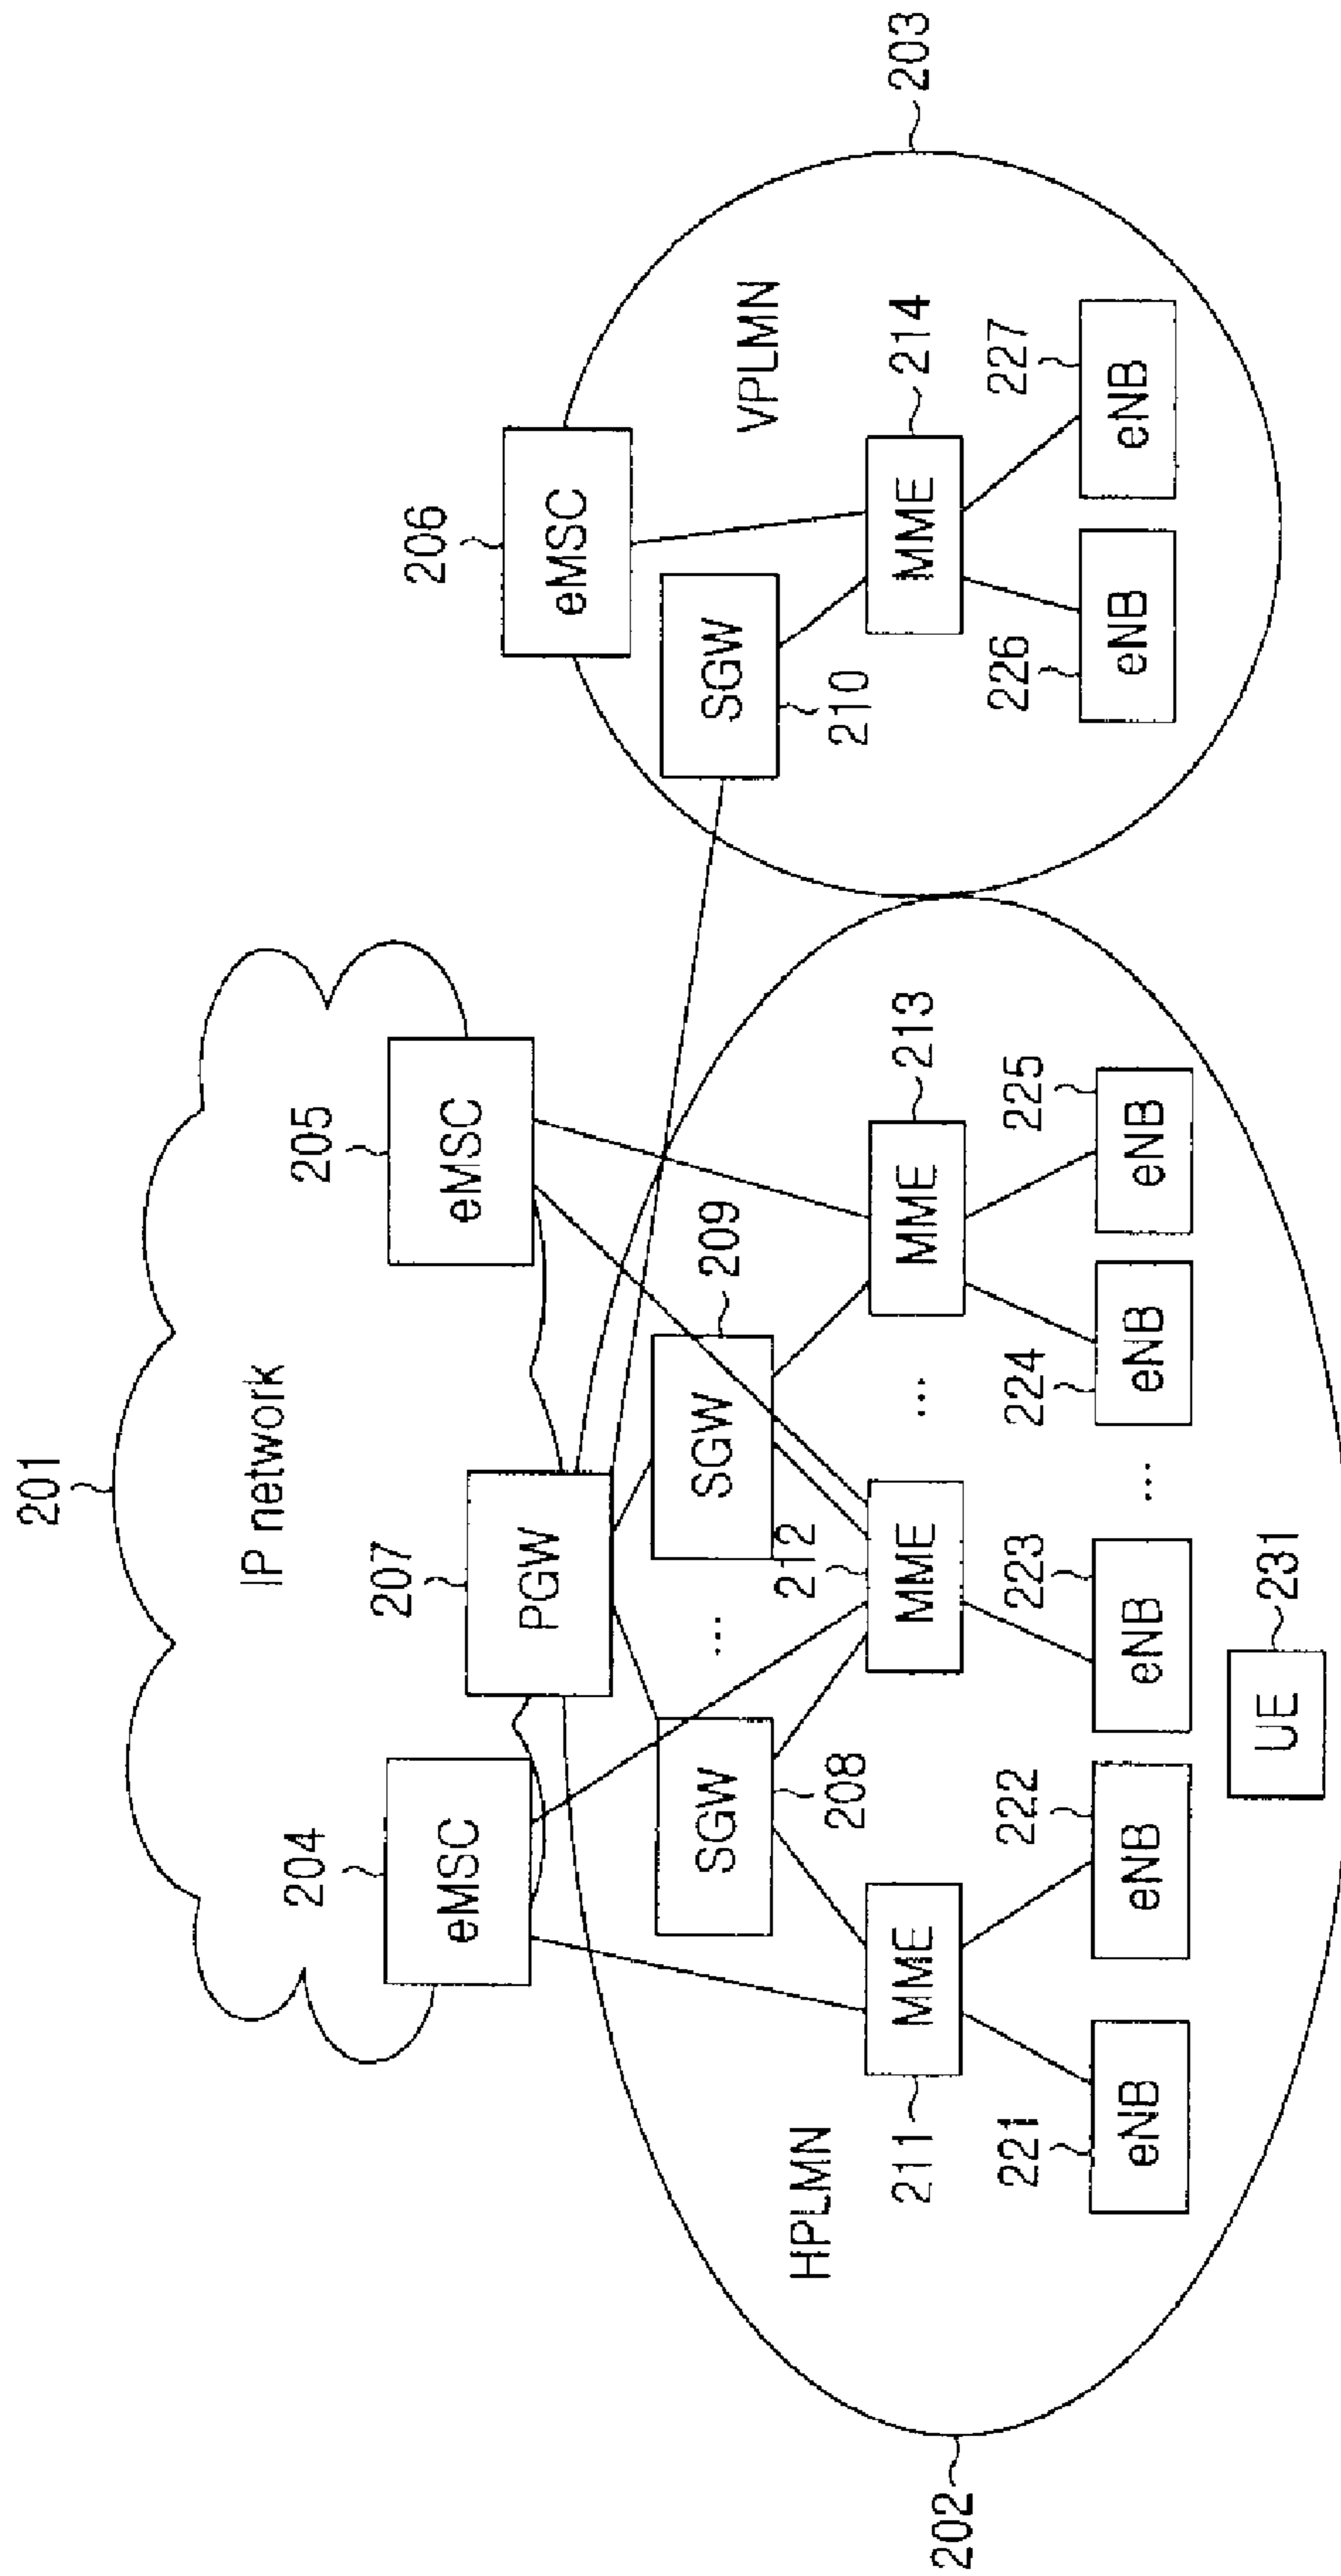 201
IP network
204
eMSC
207
PGW
205
eMSC
206
eMSC
SGW
208
...
SGW
209
SGW
210
HPLMN
VPLMN
MME
211
MME
212
...
MME
213
MME
214
eNB
221
eNB
222
eNB
223
...
eNB
224
eNB
225
eNB
226
eNB
227
UE
231
202
203